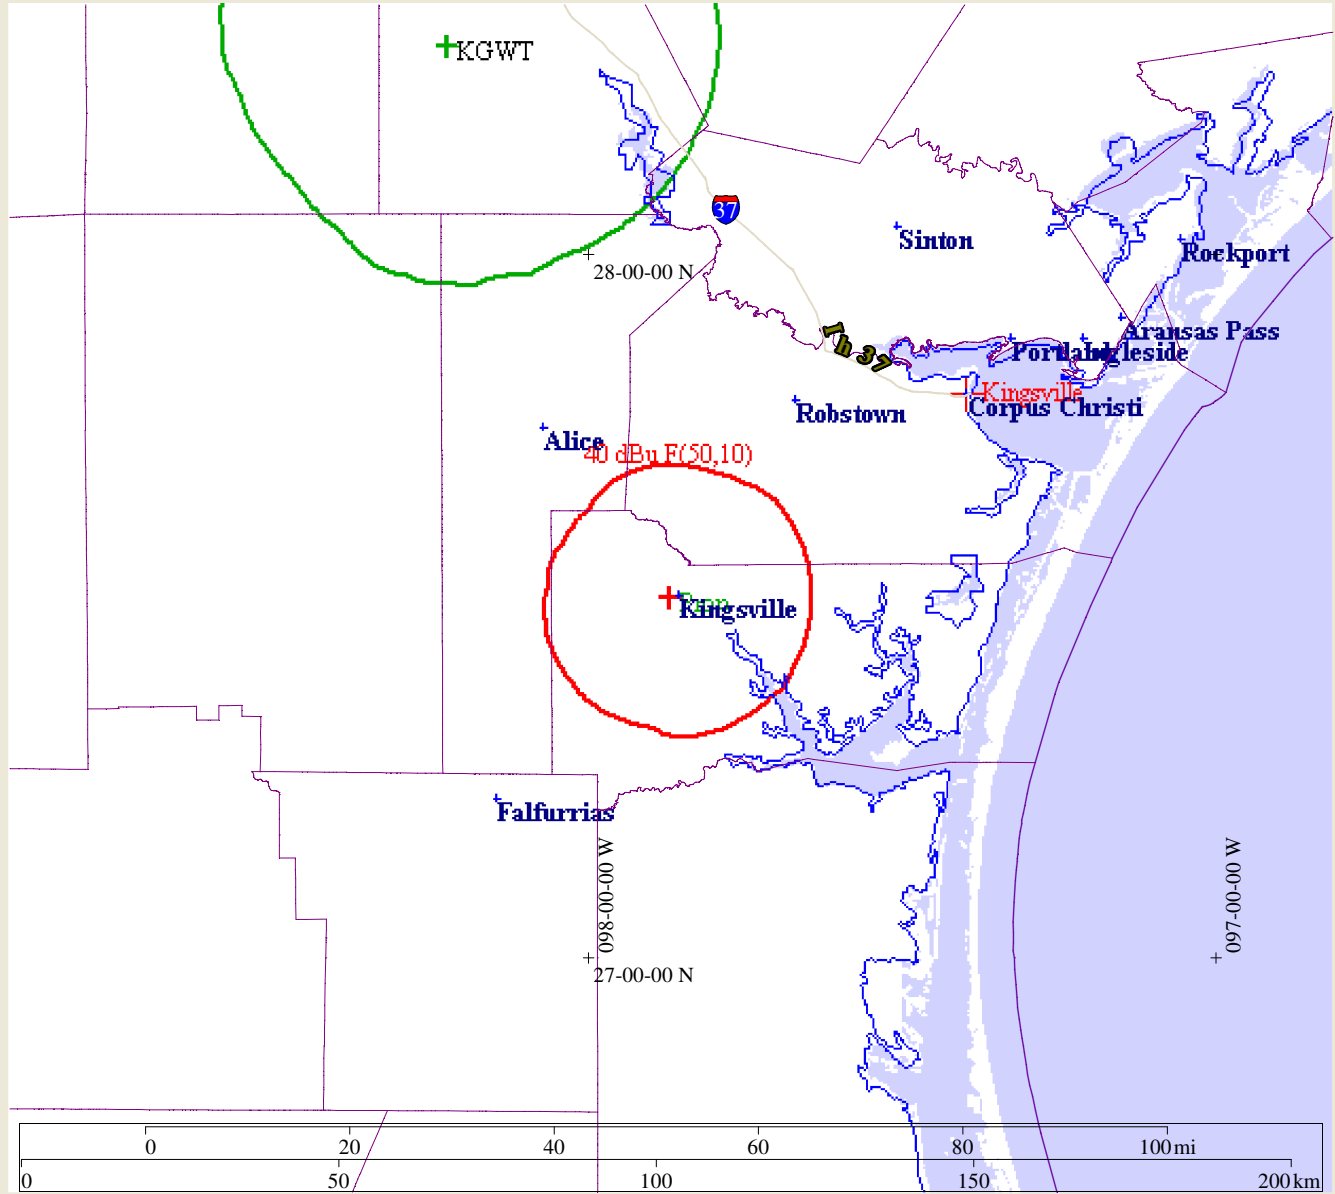 KGWT
37
Sinton
Rockport
28-00-00 N
Ih 37
Aransas Pass
Portland
Ingleside
Kingsville
Corpus Christi
Robstown
Alice
40 dBu F(50,10)
Kingsville
Falfurrias
098-00-00 W
097-00-00 W
27-00-00 N
0 20 40 60 80 100 mi
0 50 100 150 200 km